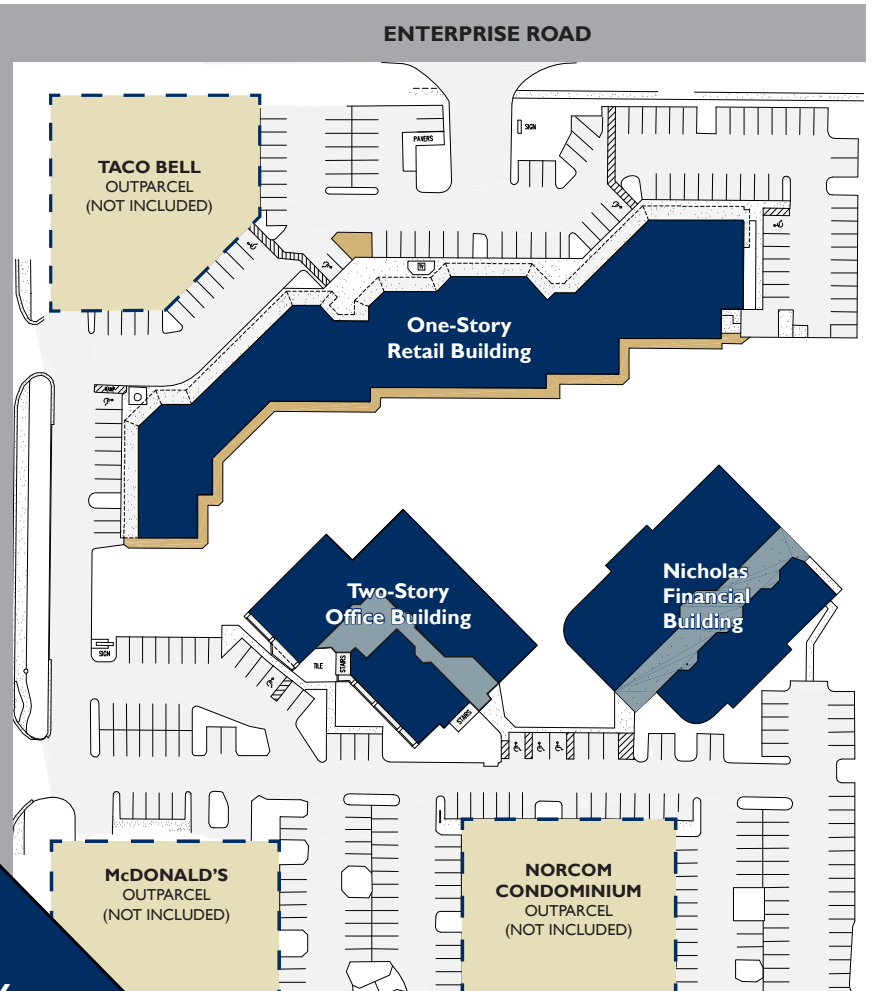 ENTERPRISE ROAD
PAVERS
SIGN
TACO BELL
OUTPARCEL
(NOT INCLUDED)
One-Story
Retail Building
Two-Story
Office Building
Nicholas
Financial
Building
SIGN
TILE
STAIRS
STAIRS
McDONALD'S
OUTPARCEL
(NOT INCLUDED)
NORCOM
CONDOMINIUM
OUTPARCEL
(NOT INCLUDED)